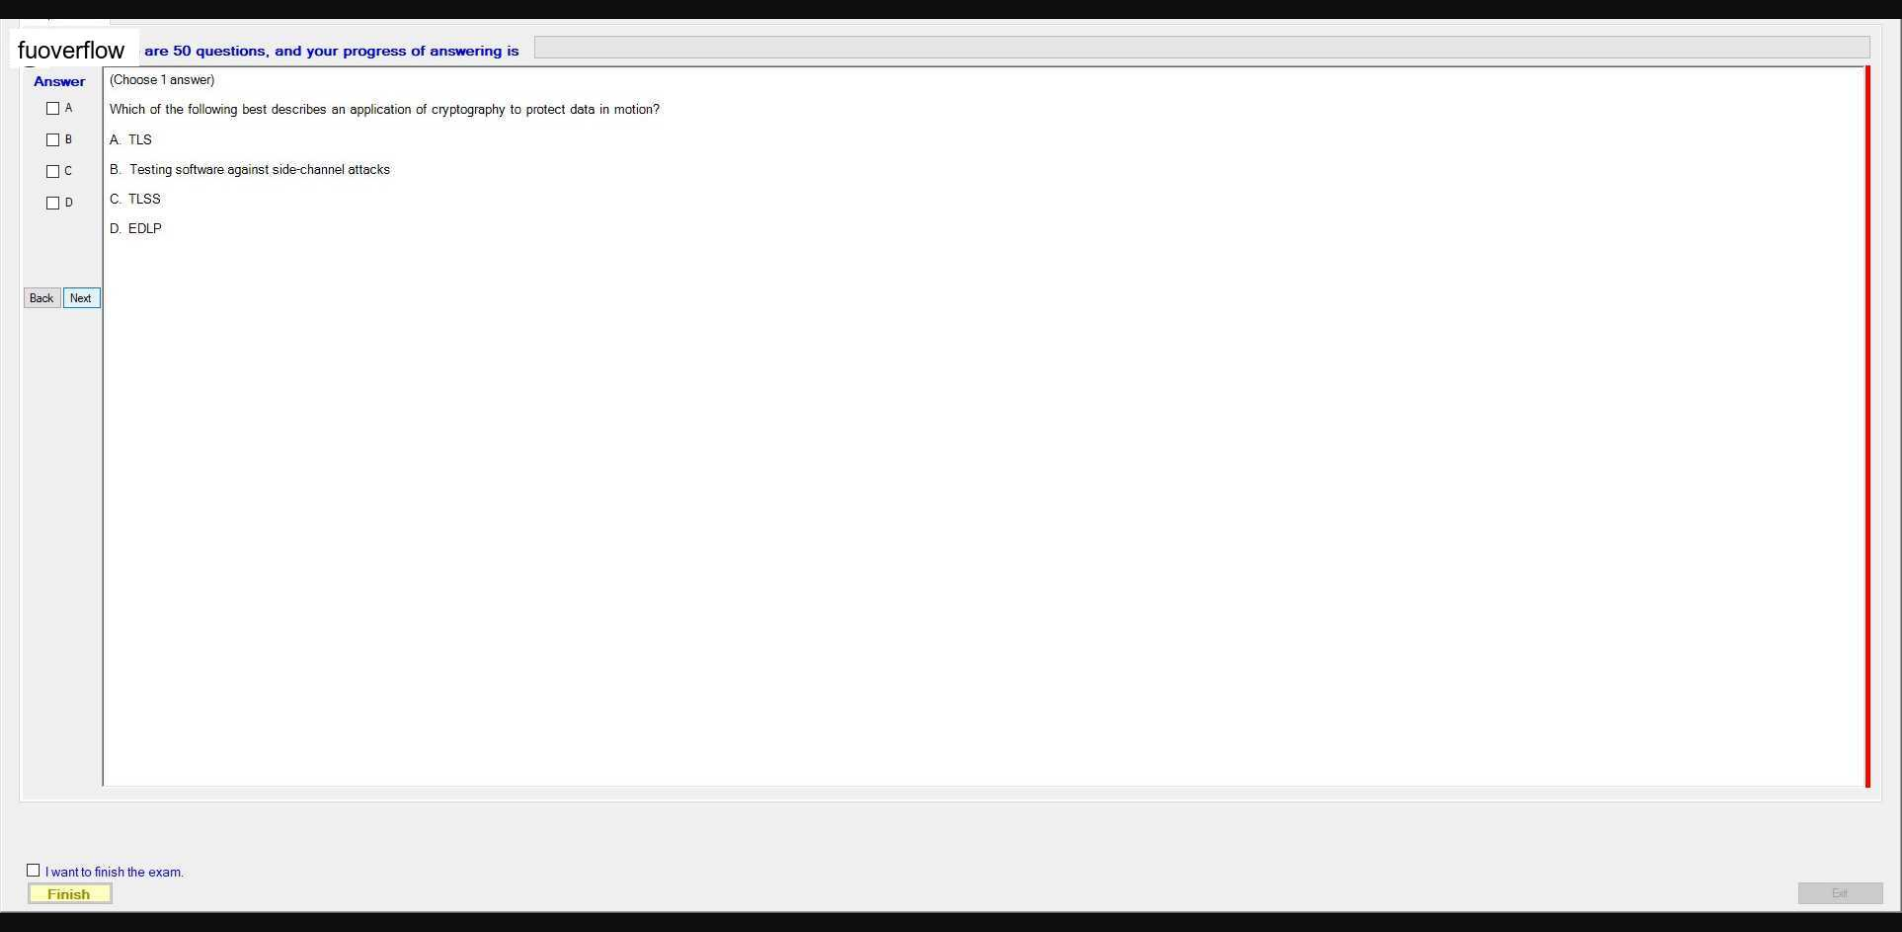 fuoverflow are 50 questions, and your progress of answering is
Answer
(Choose 1 answer)
A
Which of the following best describes an application of cryptography to protect data in motion?
B
A. TLS
C
B. Testing software against side-channel attacks
D
C. TLSS
D. EDLP
Back Next
I want to finish the exam.
Finish
Exit